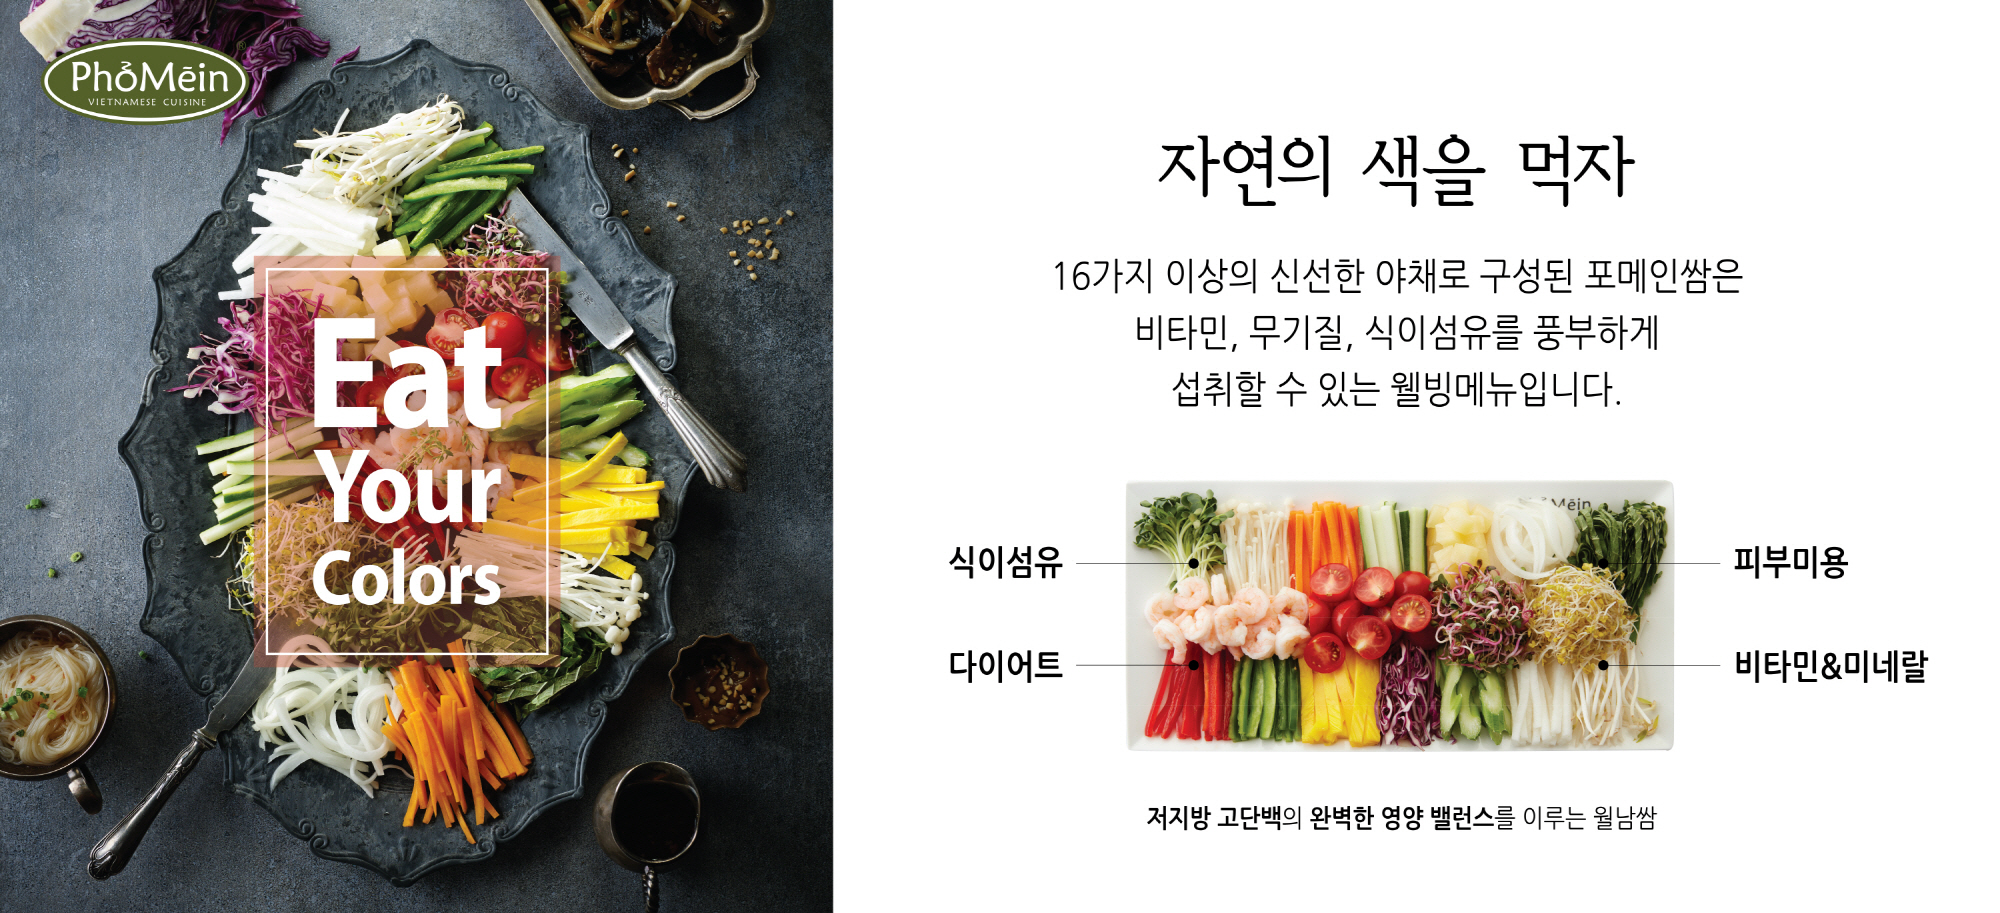 PhởMēin
VIETNAMESE CUISINE
Eat
Your
Colors
자연의 색을 먹자
16가지 이상의 신선한 야채로 구성된 포메인쌈은
비타민, 무기질, 식이섬유를 풍부하게
섭취할 수 있는 웰빙메뉴입니다.
Mēin
식이섬유
피부미용
다이어트
비타민&미네랄
저지방 고단백의 완벽한 영양 밸런스를 이루는 월남쌈